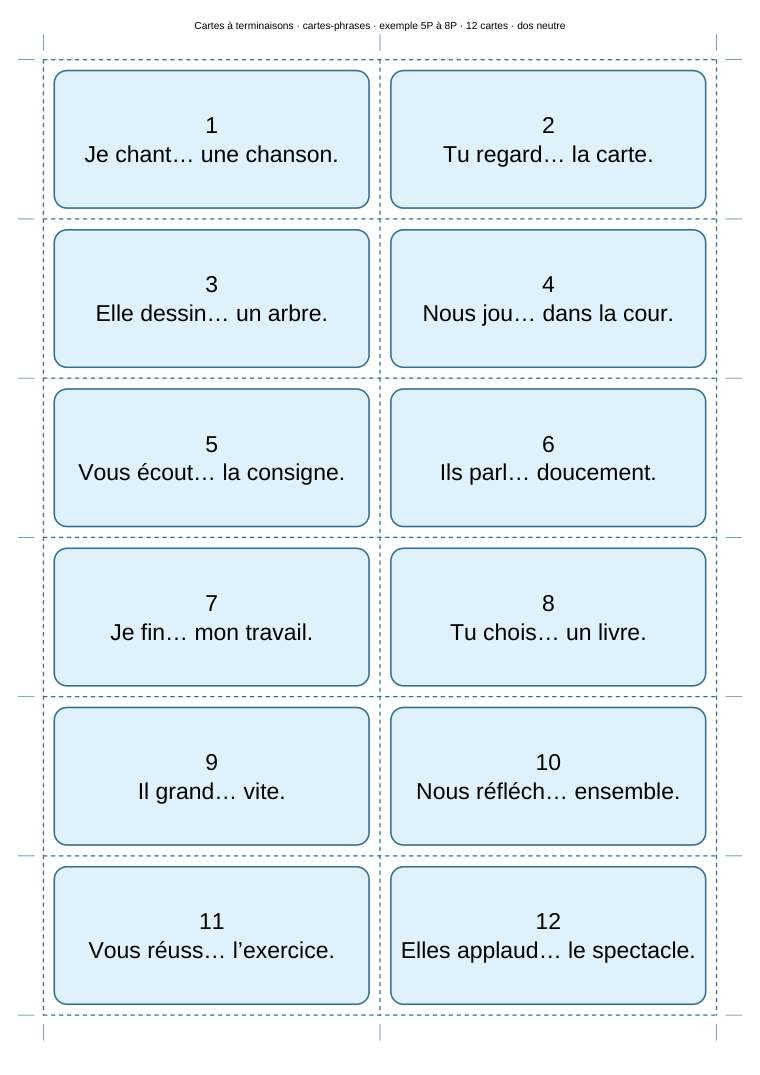 Cartes à terminaisons · cartes-phrases · exemple 5P à 8P · 12 cartes · dos neutre
1
Je chant… une chanson.
2
Tu regard… la carte.
3
Elle dessin… un arbre.
4
Nous jou… dans la cour.
5
Vous écout… la consigne.
6
Ils parl… doucement.
7
Je fin… mon travail.
8
Tu chois… un livre.
9
Il grand… vite.
10
Nous réfléch… ensemble.
11
Vous réuss… l’exercice.
12
Elles applaud… le spectacle.